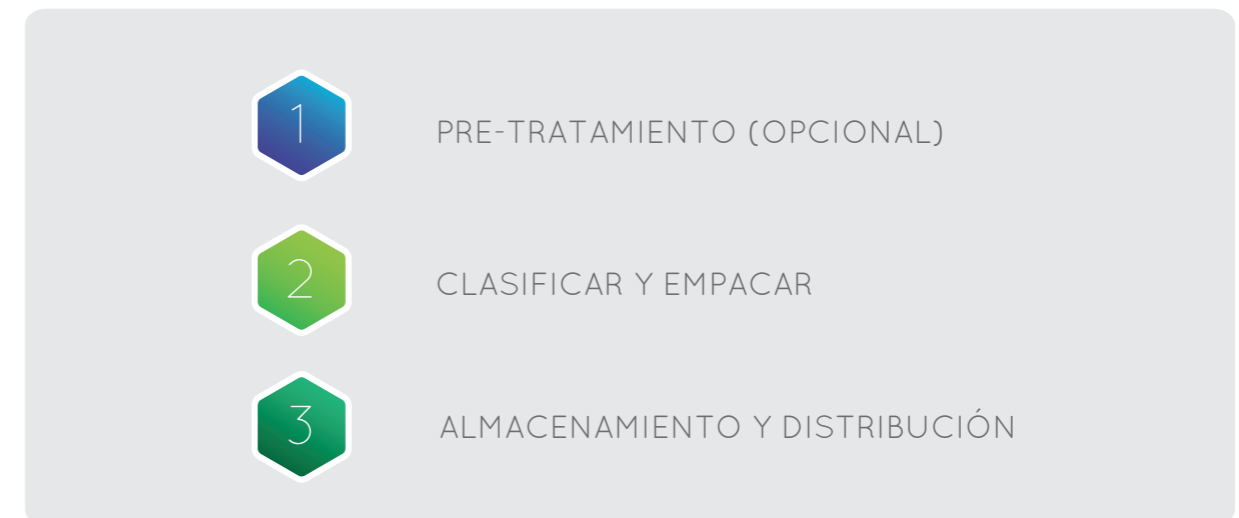 1 PRE-TRATAMIENTO (OPCIONAL)
2 CLASIFICAR Y EMPACAR
3 ALMACENAMIENTO Y DISTRIBUCIÓN